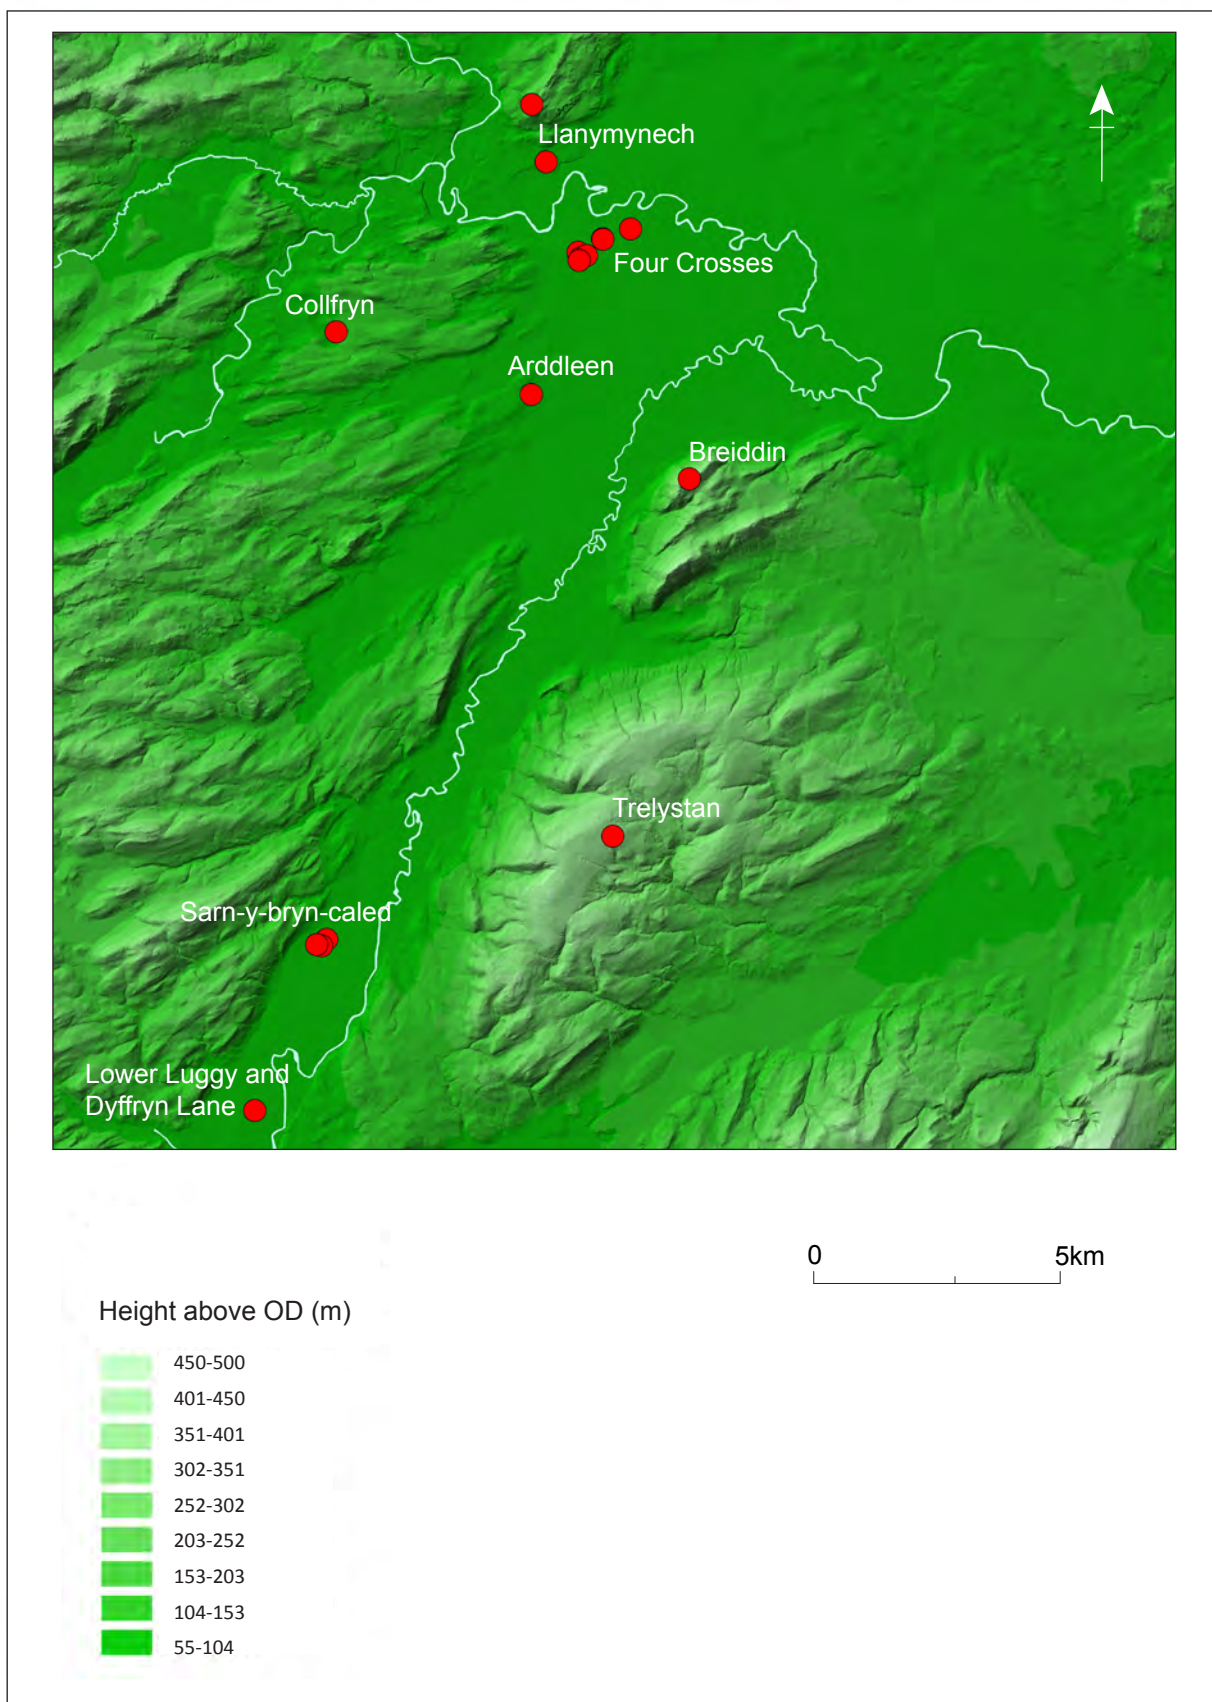 Llanymynech
Four Crosses
Collfryn
Arddleen
Breiddin
Trelystan
Sarn-y-bryn-caled
Lower Luggy and
Dyffryn Lane
0 5km
Height above OD (m)
450-500
401-450
351-401
302-351
252-302
203-252
153-203
104-153
55-104